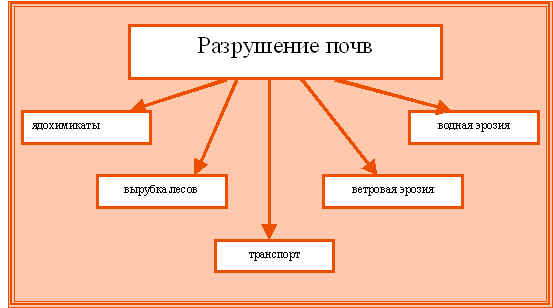 Разрушение почв
ядохимикаты
водная эрозия
вырубка лесов
ветровая эрозия
транспорт